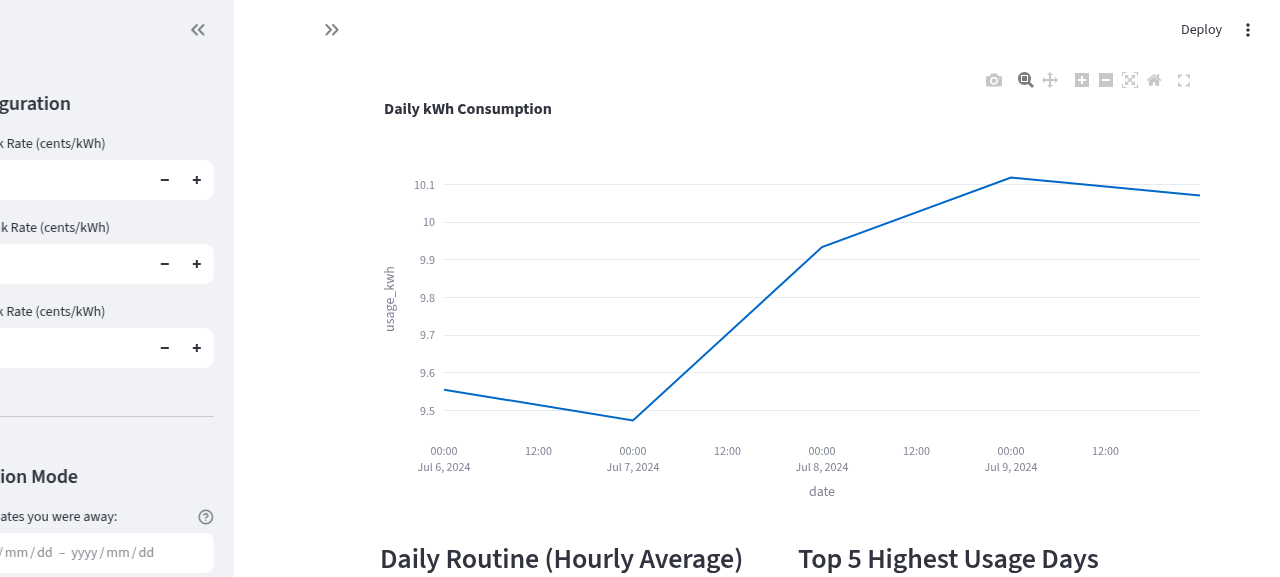 Deploy
guration
k Rate (cents/kWh)
k Rate (cents/kWh)
k Rate (cents/kWh)
ion Mode
ates you were away:
/ mm / dd – yyyy / mm / dd
Daily kWh Consumption
10.1
10
9.9
9.8
9.7
9.6
9.5
usage_kwh
00:00 12:00 00:00 12:00 00:00 12:00 00:00 12:00
Jul 6, 2024 Jul 7, 2024 Jul 8, 2024 Jul 9, 2024
date
Daily Routine (Hourly Average) Top 5 Highest Usage Days